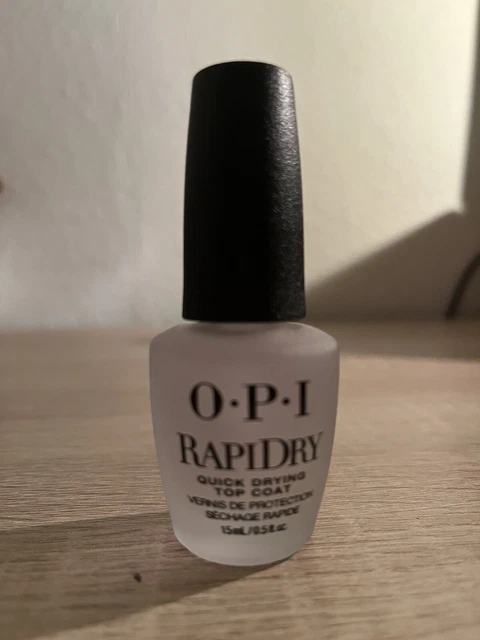 O·P·I
RAPIDRY
QUICK DRYING
TOP COAT
VERNIS DE PROTECTION
SÉCHAGE RAPIDE
15mL/0.5 fl. oz.